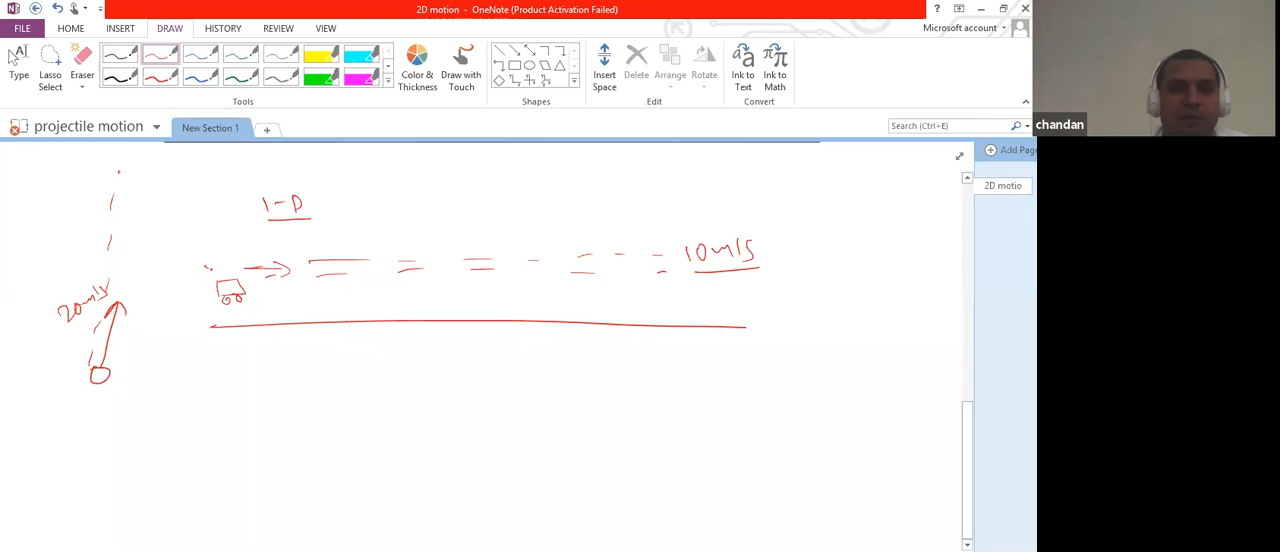 2D motion - OneNote (Product Activation Failed)
FILE HOME INSERT DRAW HISTORY REVIEW VIEW
Microsoft account
Type
Lasso Select
Eraser
Color & Thickness
Draw with Touch
Insert Space
Delete
Arrange
Rotate
Ink to Text
Ink to Math
Tools
Shapes
Edit
Convert
projectile motion
New Section 1
Search (Ctrl+E)
chandan
Add Page
2D motio
1-D
10m/s
20m/s